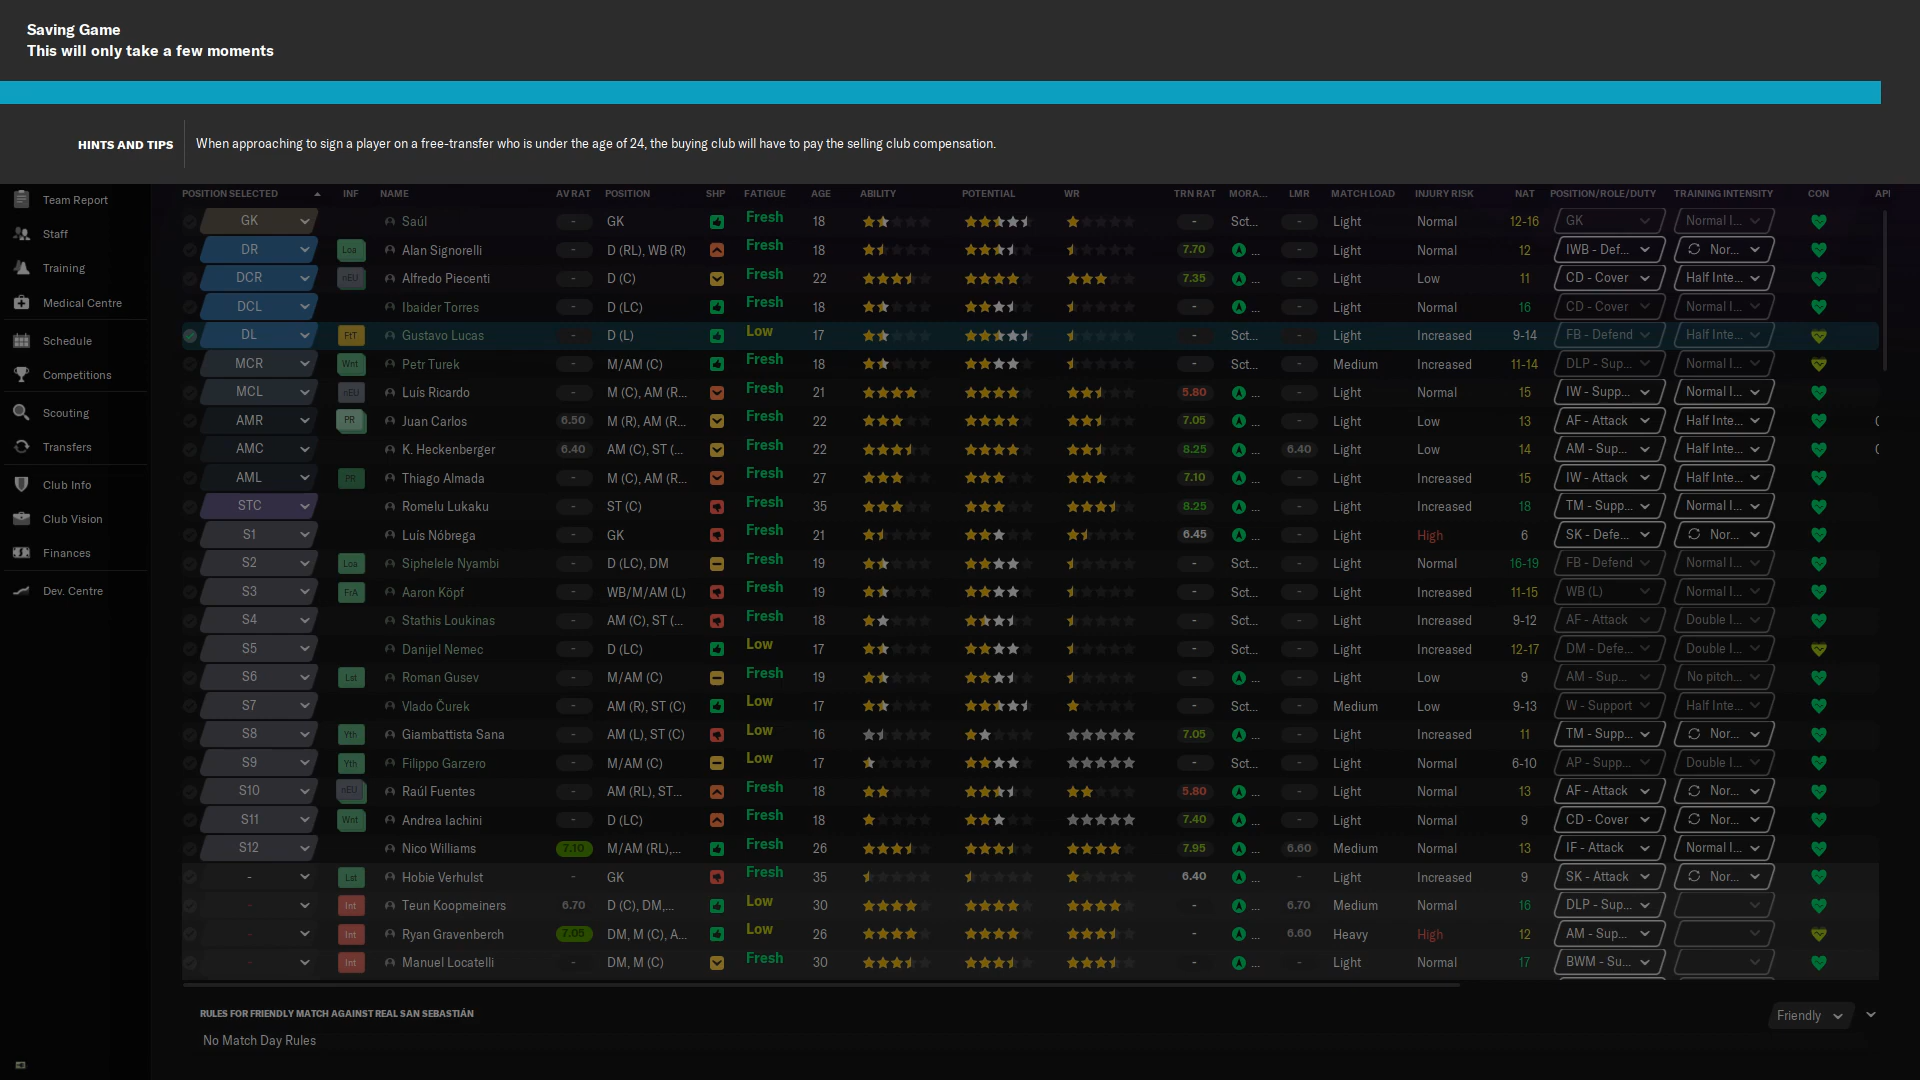 Saving Game
This will only take a few moments
HINTS AND TIPS When approaching to sign a player on a free-transfer who is under the age of 24, the buying club will have to pay the selling club compensation.
Team Report
Staff
Training
Medical Centre
Schedule
Competitions
Scouting
Transfers
Club Info
Club Vision
Finances
Dev. Centre
POSITION SELECTED INF NAME AV RAT POSITION SHP FATIGUE AGE ABILITY POTENTIAL WR TRN RAT MORA... LMR MATCH LOAD INJURY RISK NAT POSITION/ROLE/DUTY TRAINING INTENSITY CON API
GK Saúl - GK Fresh 18 - Sct... - Light Normal 12-16 GK Normal I...
DR Loa Alan Signorelli - D (RL), WB (R) Fresh 18 7.70 ... - Light Normal 12 IWB - Def... Nor...
DCR nEU Alfredo Piecenti - D (C) Fresh 22 7.35 ... - Light Low 11 CD - Cover Half Inte...
DCL Ibaider Torres - D (LC) Fresh 18 - Sct... - Light Normal 16 CD - Cover Normal I...
DL FtT Gustavo Lucas - D (L) Low 17 - Sct... - Light Increased 9-14 FB - Defend Half Inte...
MCR Wnt Petr Turek - M/AM (C) Fresh 18 - Sct... - Medium Increased 11-14 DLP - Sup... Normal I...
MCL nEU Luís Ricardo - M (C), AM (R... Fresh 21 5.80 ... - Light Normal 15 IW - Supp... Normal I...
AMR PR Juan Carlos 6.50 M (R), AM (R... Fresh 22 7.05 ... - Light Low 13 AF - Attack Half Inte...
AMC K. Heckenberger 6.40 AM (C), ST (... Fresh 22 8.25 ... 6.40 Light Low 14 AM - Sup... Half Inte...
AML PR Thiago Almada - M (C), AM (R... Fresh 27 7.10 ... - Light Increased 15 IW - Attack Half Inte...
STC Romelu Lukaku - ST (C) Fresh 35 8.25 ... - Light Increased 18 TM - Supp... Normal I...
S1 Luís Nóbrega - GK Fresh 21 6.45 ... - Light High 6 SK - Defe... Nor...
S2 Loa Siphelele Nyambi - D (LC), DM Fresh 19 - Sct... - Light Normal 16-19 FB - Defend Normal I...
S3 FrA Aaron Köpf - WB/M/AM (L) Fresh 19 - Sct... - Light Increased 11-15 WB (L) Normal I...
S4 Stathis Loukinas - AM (C), ST (... Fresh 18 - Sct... - Light Increased 9-12 AF - Attack Double I...
S5 Danijel Nemec - D (LC) Low 17 - Sct... - Light Increased 12-17 DM - Defe... Double I...
S6 Lst Roman Gusev - M/AM (C) Fresh 19 - ... - Light Low 9 AM - Sup... No pitch...
S7 Vlado Čurek - AM (R), ST (C) Low 17 - Sct... - Medium Low 9-13 W - Support Half Inte...
S8 Yth Giambattista Sana - AM (L), ST (C) Low 16 7.05 ... - Light Increased 11 TM - Supp... Nor...
S9 Yth Filippo Garzero - M/AM (C) Low 17 - Sct... - Light Normal 6-10 AP - Supp... Double I...
S10 nEU Raúl Fuentes - AM (RL), ST... Fresh 18 5.80 ... - Light Normal 13 AF - Attack Nor...
S11 Wnt Andrea Iachini - D (LC) Fresh 18 7.40 ... - Light Normal 9 CD - Cover Nor...
S12 Nico Williams 7.10 M/AM (RL),... Fresh 26 7.95 ... 6.60 Medium Normal 13 IF - Attack Normal I...
- Lst Hobie Verhulst - GK Fresh 35 6.40 ... - Light Increased 9 SK - Attack Nor...
- Int Teun Koopmeiners 6.70 D (C), DM,... Low 30 - ... 6.70 Medium Normal 16 DLP - Sup...
- Int Ryan Gravenberch 7.05 DM, M (C), A... Low 26 - ... 6.60 Heavy High 12 AM - Sup...
- Int Manuel Locatelli - DM, M (C) Fresh 30 - ... - Light Normal 17 BWM - Su...
RULES FOR FRIENDLY MATCH AGAINST REAL SAN SEBASTIÁN Friendly
No Match Day Rules